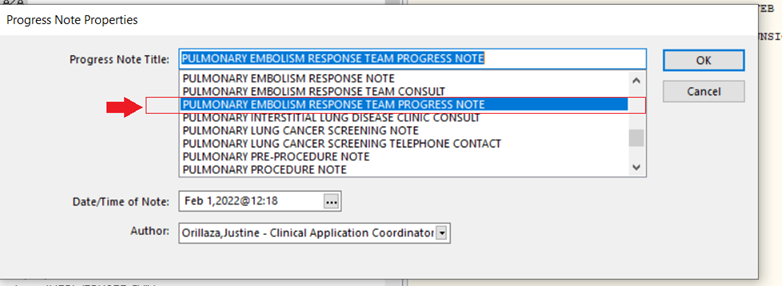 Progress Note Properties
EB
Progress Note Title: PULMONARY EMBOLISM RESPONSE TEAM PROGRESS NOTE OK
UNSIG
PULMONARY EMBOLISM RESPONSE NOTE
PULMONARY EMBOLISM RESPONSE TEAM CONSULT
Cancel
PULMONARY EMBOLISM RESPONSE TEAM PROGRESS NOTE
PULMONARY INTERSTITIAL LUNG DISEASE CLINIC CONSULT
PULMONARY LUNG CANCER SCREENING NOTE
PULMONARY LUNG CANCER SCREENING TELEPHONE CONTACT
PULMONARY PRE-PROCEDURE NOTE
PULMONARY PROCEDURE NOTE
Date/Time of Note: Feb 1,2022@12:18 ...
Author: Orillaza,Justine - Clinical Application Coordinator